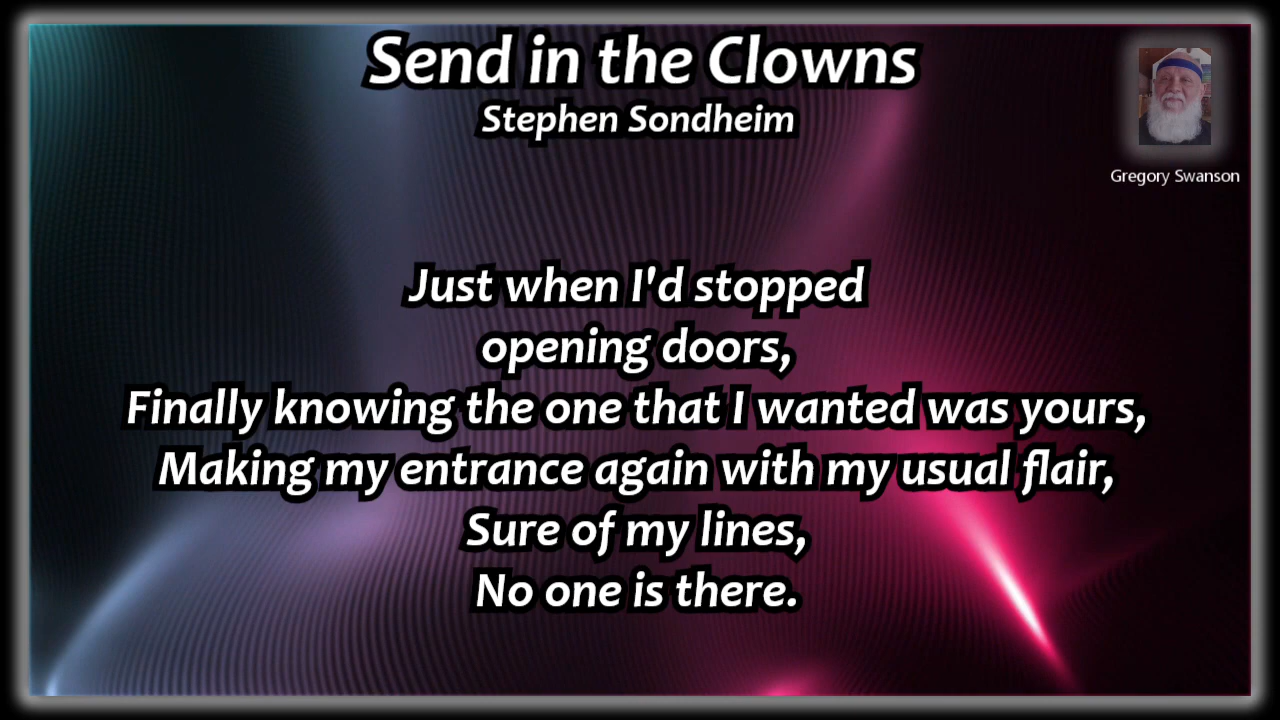 Send in the Clowns
Stephen Sondheim
Gregory Swanson
Just when I'd stopped
opening doors,
Finally knowing the one that I wanted was yours,
Making my entrance again with my usual flair,
Sure of my lines,
No one is there.